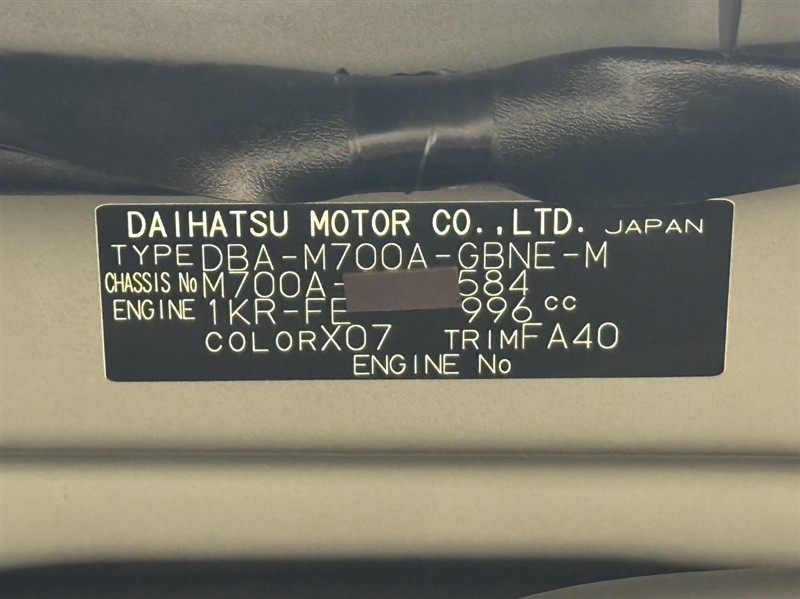 DAIHATSU MOTOR CO.,LTD. JAPAN
TYPE DBA-M700A-GBNE-M
CHASSIS No M700A- 584
ENGINE 1KR-FE 996 cc
COLOR X07 TRIM FA40
ENGINE No